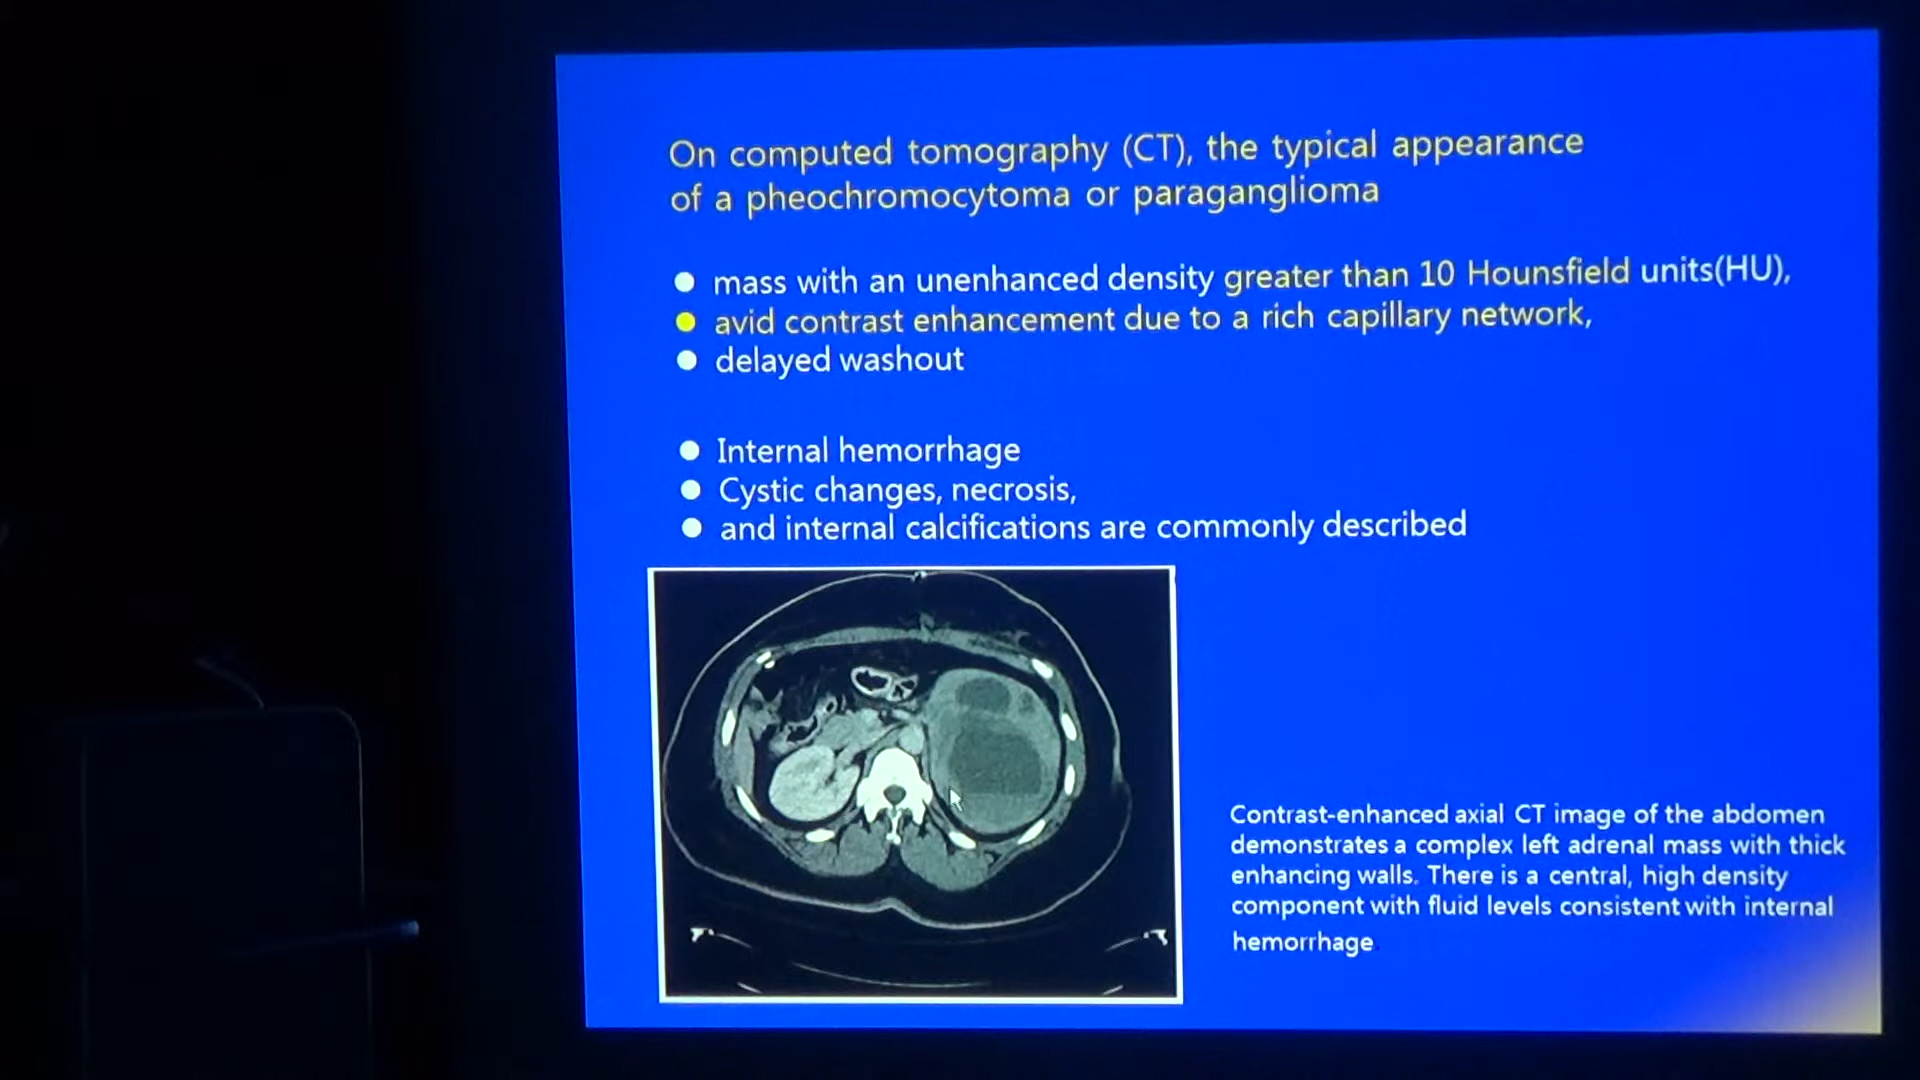 On computed tomography (CT), the typical appearance
of a pheochromocytoma or paraganglioma
● mass with an unenhanced density greater than 10 Hounsfield units(HU),
● avid contrast enhancement due to a rich capillary network,
● delayed washout
● Internal hemorrhage
● Cystic changes, necrosis,
● and internal calcifications are commonly described
Contrast-enhanced axial CT image of the abdomen
demonstrates a complex left adrenal mass with thick
enhancing walls. There is a central, high density
component with fluid levels consistent with internal
hemorrhage